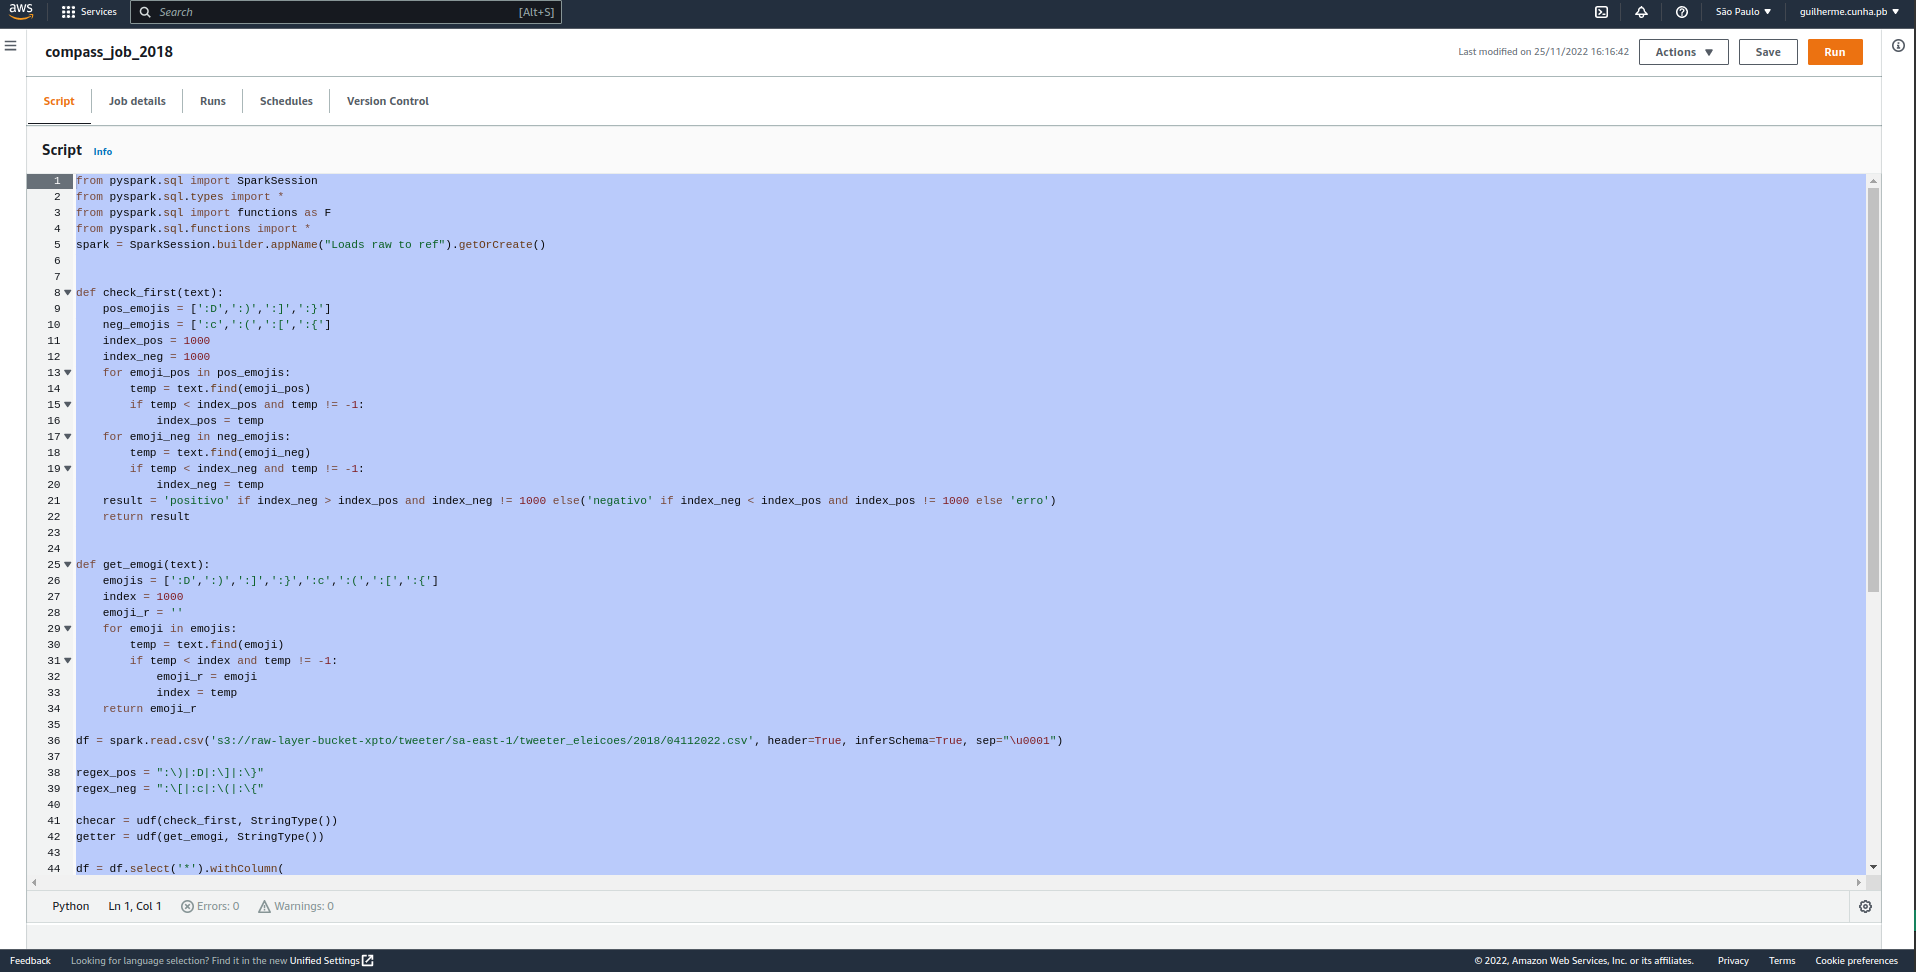 aws Services Search [Alt+S] São Paulo guilherme.cunha.pb
compass_job_2018 Last modified on 25/11/2022 16:16:42 Actions Save Run
Script Job details Runs Schedules Version Control
Script Info
1 from pyspark.sql import SparkSession
2 from pyspark.sql.types import *
3 from pyspark.sql import functions as F
4 from pyspark.sql.functions import *
5 spark = SparkSession.builder.appName("Loads raw to ref").getOrCreate()
6
7
8 def check_first(text):
9     pos_emojis = [':D',':)',':]',':}']
10     neg_emojis = [':c',':(',':[',':{']
11     index_pos = 1000
12     index_neg = 1000
13     for emoji_pos in pos_emojis:
14         temp = text.find(emoji_pos)
15         if temp < index_pos and temp != -1:
16             index_pos = temp
17     for emoji_neg in neg_emojis:
18         temp = text.find(emoji_neg)
19         if temp < index_neg and temp != -1:
20             index_neg = temp
21     result = 'positivo' if index_neg > index_pos and index_neg != 1000 else('negativo' if index_neg < index_pos and index_pos != 1000 else 'erro')
22     return result
23
24
25 def get_emogi(text):
26     emojis = [':D',':)',':]',':}',':c',':(',':[',':{']
27     index = 1000
28     emoji_r = ''
29     for emoji in emojis:
30         temp = text.find(emoji)
31         if temp < index and temp != -1:
32             emoji_r = emoji
33             index = temp
34     return emoji_r
35
36 df = spark.read.csv('s3://raw-layer-bucket-xpto/tweeter/sa-east-1/tweeter_eleicoes/2018/04112022.csv', header=True, inferSchema=True, sep="\u0001")
37
38 regex_pos = ":\)|:D|:\]|:\}"
39 regex_neg = ":\[|:c|:\(|:\{"
40
41 checar = udf(check_first, StringType())
42 getter = udf(get_emogi, StringType())
43
44 df = df.select('*').withColumn(
Python Ln 1, Col 1 Errors: 0 Warnings: 0
Feedback Looking for language selection? Find it in the new Unified Settings © 2022, Amazon Web Services, Inc. or its affiliates. Privacy Terms Cookie preferences